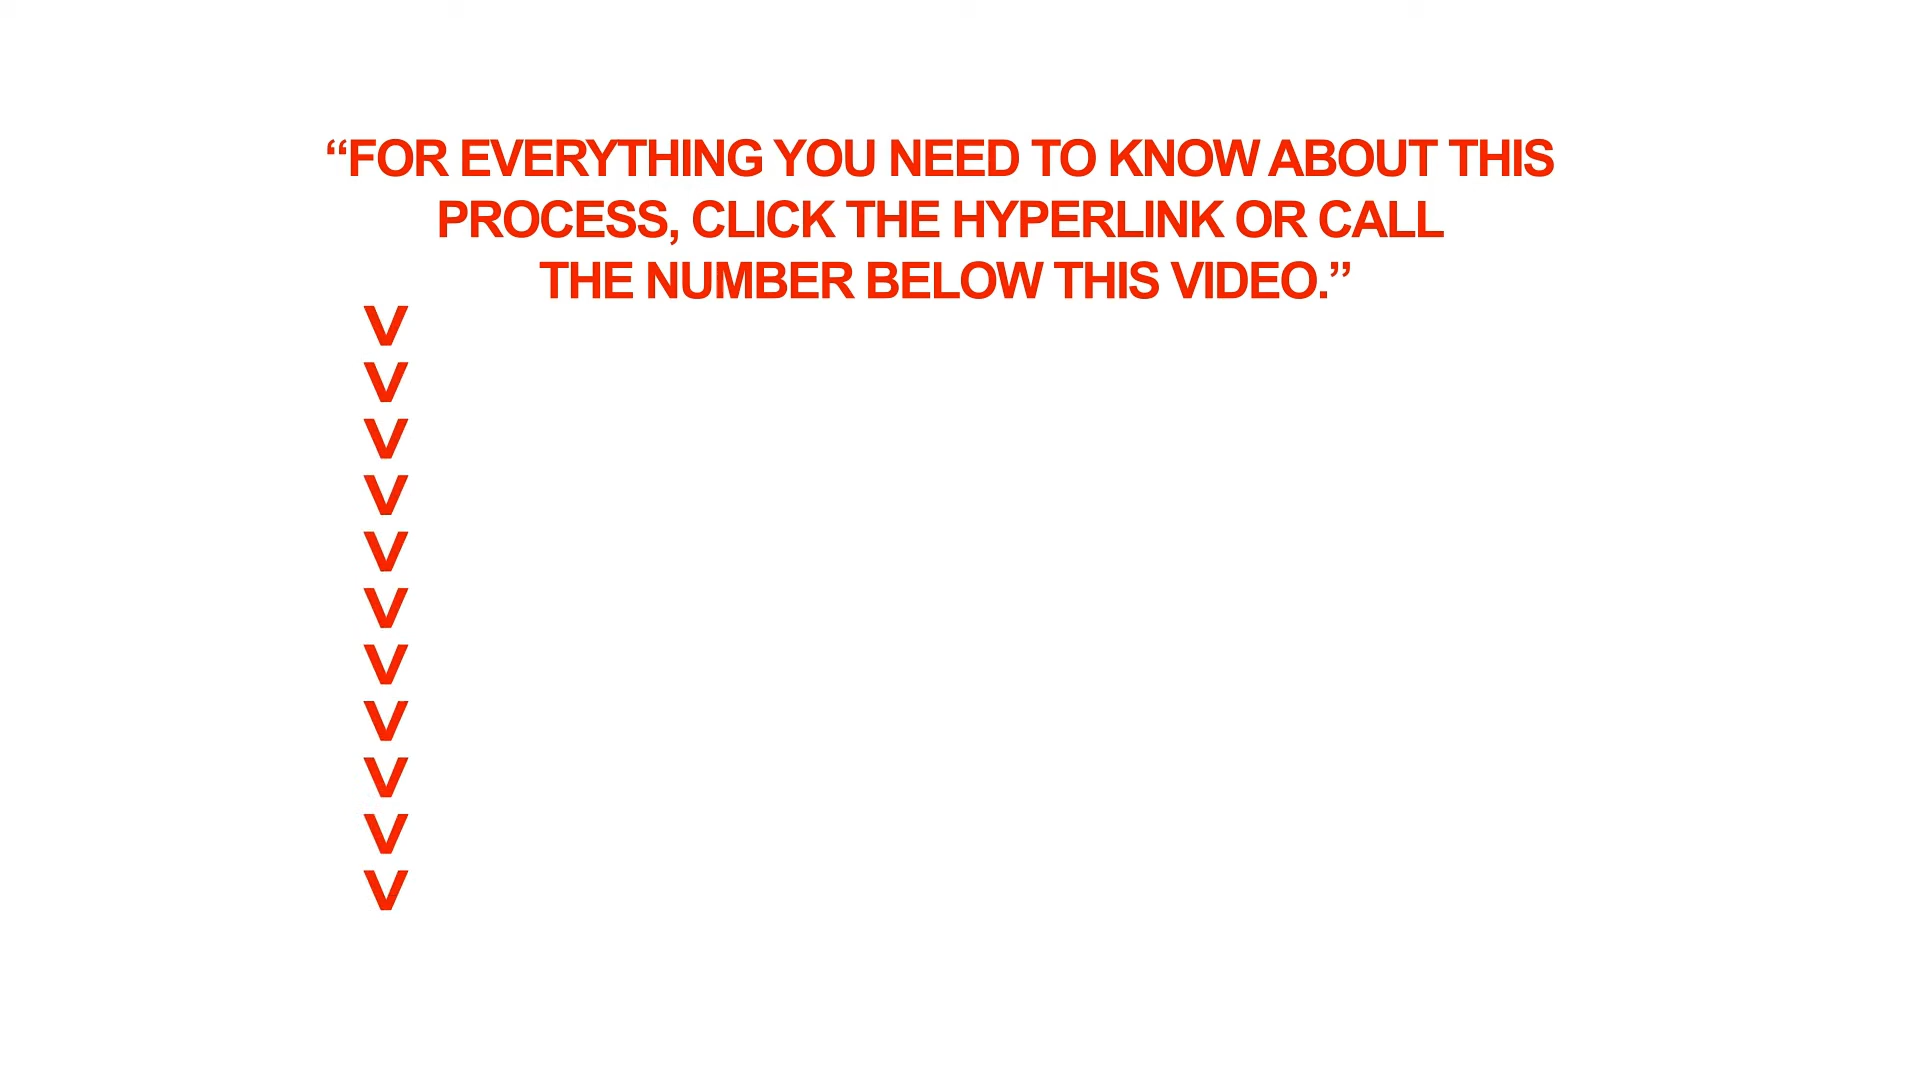 “FOR EVERYTHING YOU NEED TO KNOW ABOUT THIS
PROCESS, CLICK THE HYPERLINK OR CALL
THE NUMBER BELOW THIS VIDEO.”
V
V
V
V
V
V
V
V
V
V
V